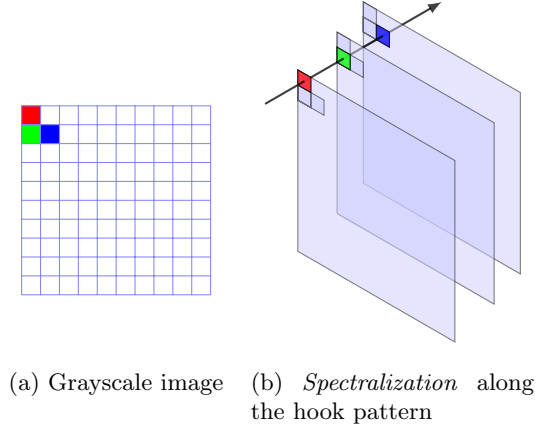 (a) Grayscale image
(b) Spectralization along
the hook pattern